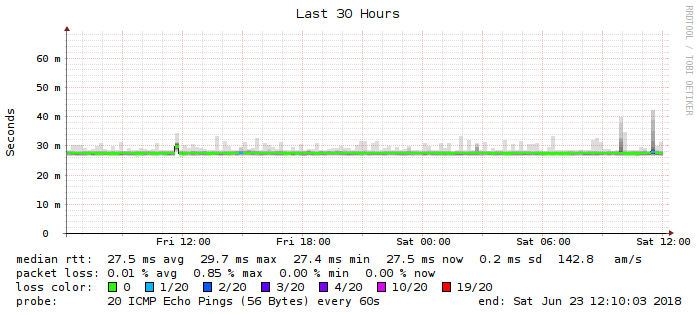 Last 30 Hours
RRDTOOL / TOBI OETIKER
Seconds
60 m
50 m
40 m
30 m
20 m
10 m
0
Fri 12:00 Fri 18:00 Sat 00:00 Sat 06:00 Sat 12:00
median rtt: 27.5 ms avg 29.7 ms max 27.4 ms min 27.5 ms now 0.2 ms sd 142.8 am/s
packet loss: 0.01 % avg 0.85 % max 0.00 % min 0.00 % now
loss color: 0 1/20 2/20 3/20 4/20 10/20 19/20
probe: 20 ICMP Echo Pings (56 Bytes) every 60s end: Sat Jun 23 12:10:03 2018